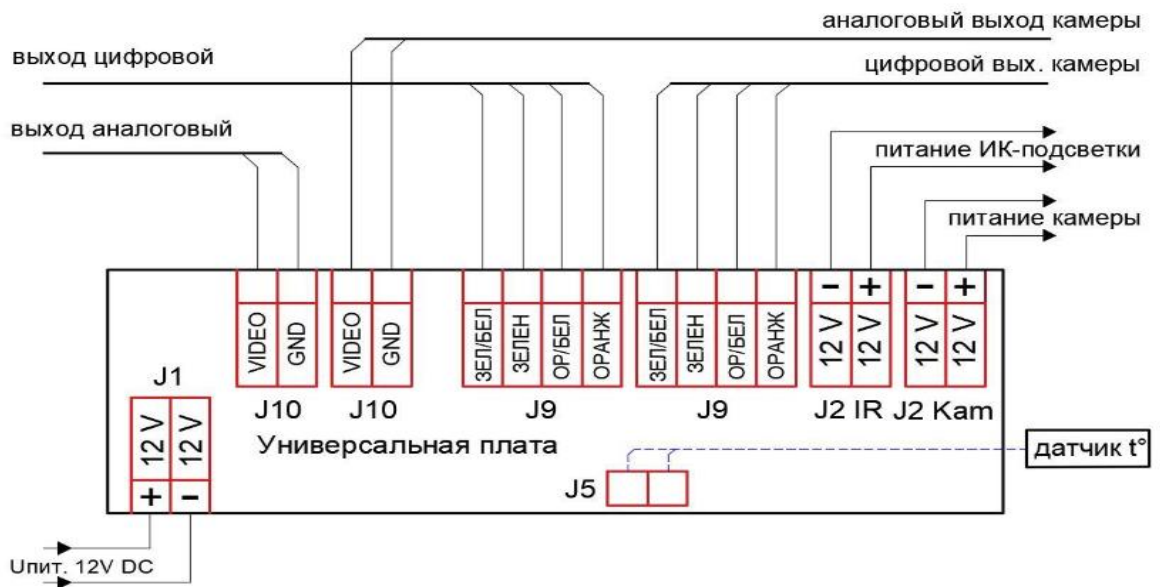 аналоговый выход камеры
выход цифровой
цифровой вых. камеры
выход аналоговый
питание ИК-подсветки
питание камеры
VIDEO
GND
VIDEO
GND
ЗЕЛ/БЕЛ
ЗЕЛЕН
ОР/БЕЛ
ОРАНЖ
ЗЕЛ/БЕЛ
ЗЕЛЕН
ОР/БЕЛ
ОРАНЖ
12 V −
12 V +
12 V −
12 V +
J1
J10
J10
J9
J9
J2 IR
J2 Kam
12 V +
12 V −
Универсальная плата
датчик t°
J5
Uпит. 12V DC